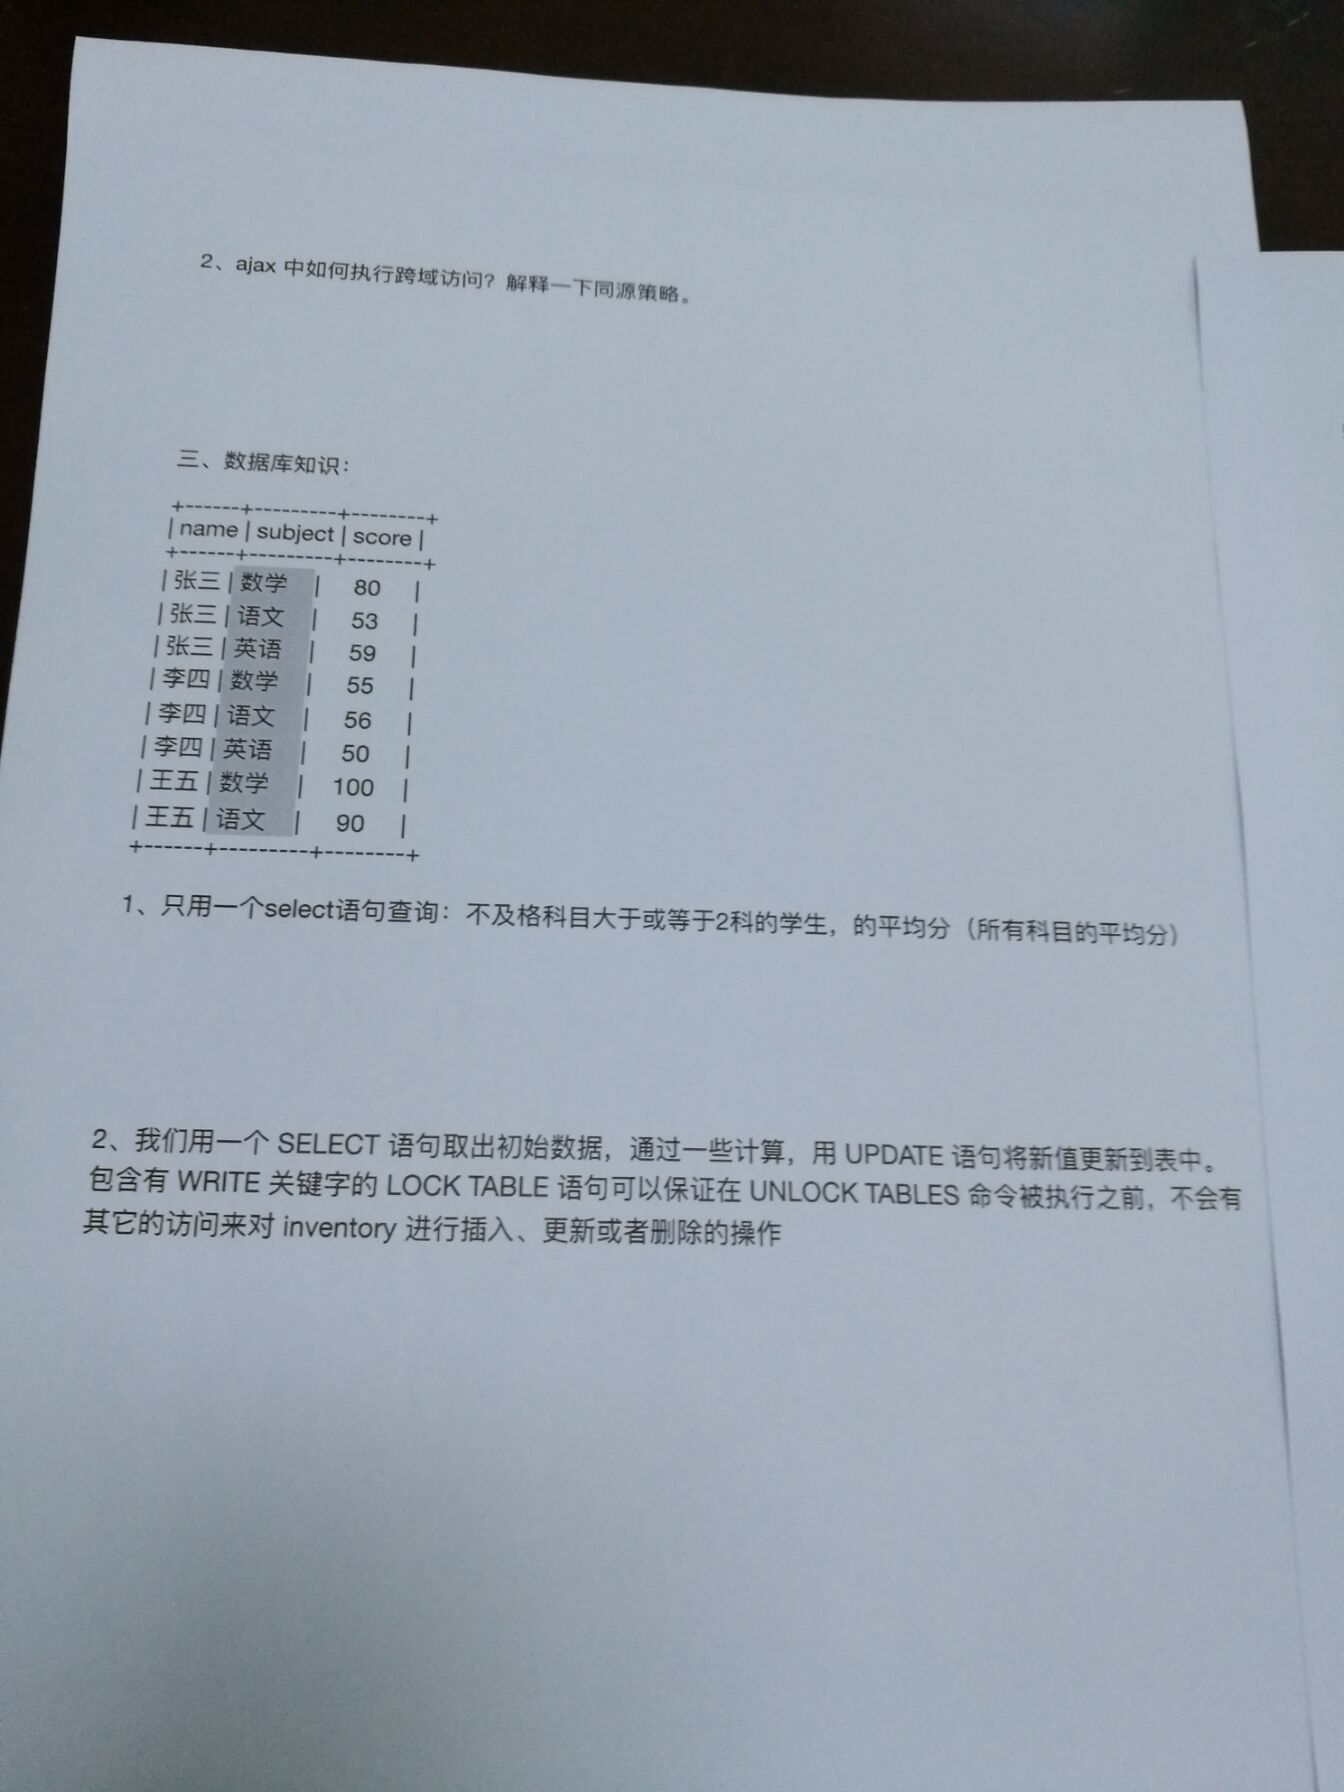 2、ajax 中如何执行跨域访问？解释一下同源策略。
三、数据库知识：
+------+---------+--------+
| name | subject | score |
+------+---------+--------+
| 张三 | 数学 | 80 |
| 张三 | 语文 | 53 |
| 张三 | 英语 | 59 |
| 李四 | 数学 | 55 |
| 李四 | 语文 | 56 |
| 李四 | 英语 | 50 |
| 王五 | 数学 | 100 |
| 王五 | 语文 | 90 |
+------+---------+--------+
1、只用一个select语句查询：不及格科目大于或等于2科的学生，的平均分（所有科目的平均分）
2、我们用一个 SELECT 语句取出初始数据，通过一些计算，用 UPDATE 语句将新值更新到表中。
包含有 WRITE 关键字的 LOCK TABLE 语句可以保证在 UNLOCK TABLES 命令被执行之前，不会有
其它的访问来对 inventory 进行插入、更新或者删除的操作